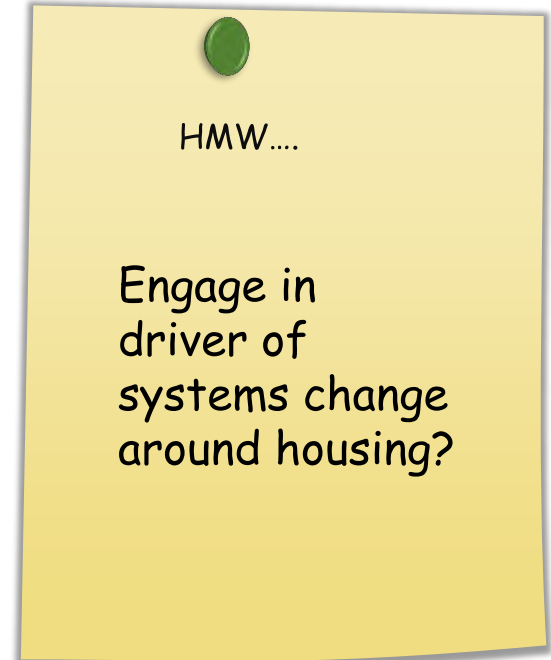 HMW....
Engage in
driver of
systems change
around housing?